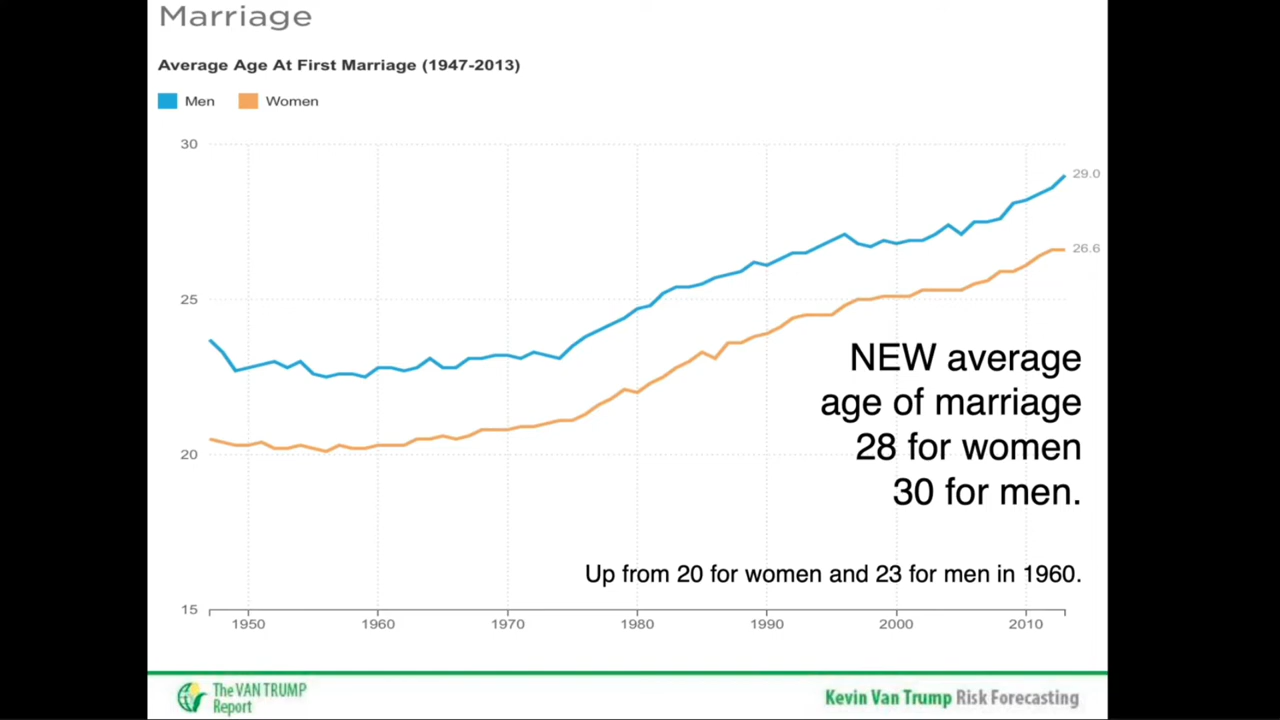 Marriage
Average Age At First Marriage (1947-2013)
Men Women
30
29.0
26.6
25
NEW average
age of marriage
28 for women
30 for men.
20
Up from 20 for women and 23 for men in 1960.
15
1950 1960 1970 1980 1990 2000 2010
The VAN TRUMP
Report
Kevin Van Trump Risk Forecasting